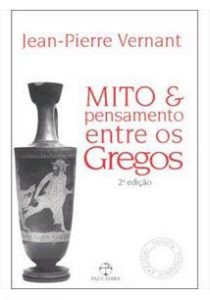 Jean-Pierre Vernant
MITO &
pensamento
entre os
Gregos
2ª edição
PAZ E TERRA